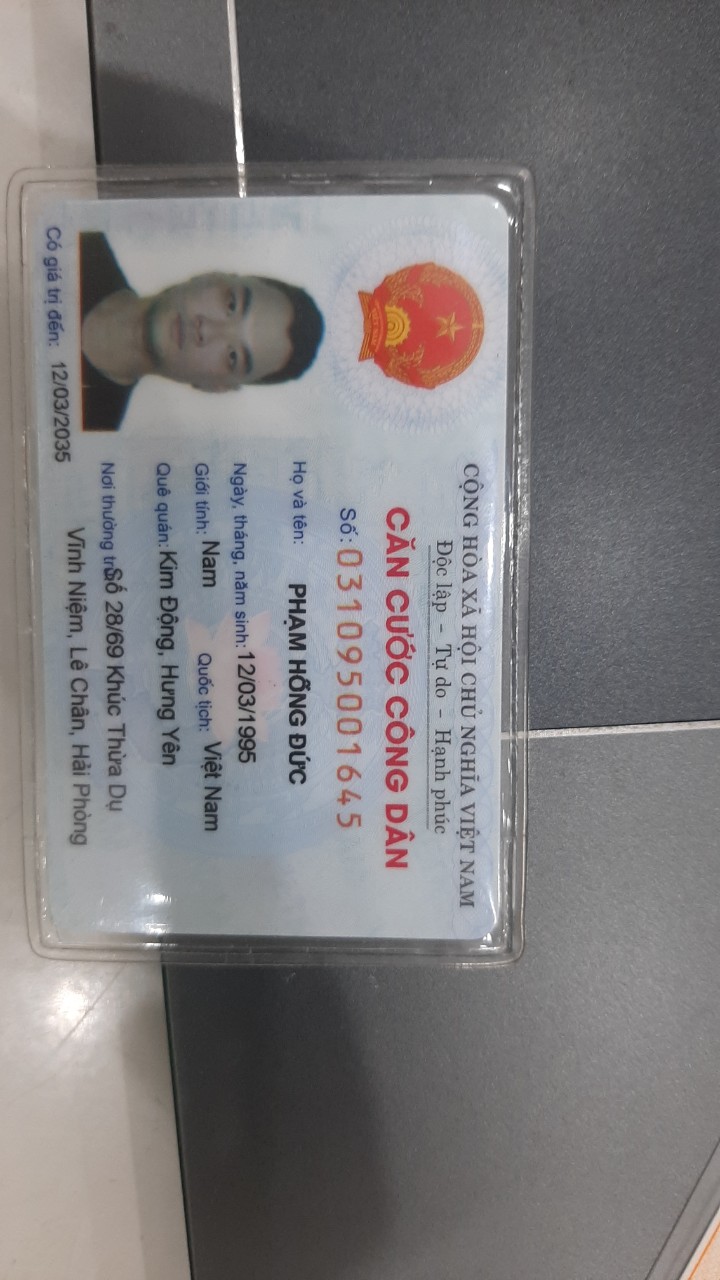 CỘNG HÒA XÃ HỘI CHỦ NGHĨA VIỆT NAM
Độc lập - Tự do - Hạnh phúc
CĂN CƯỚC CÔNG DÂN
Số: 031095001645
Họ và tên: PHẠM HỒNG ĐỨC
Ngày, tháng, năm sinh: 12/03/1995
Giới tính: Nam Quốc tịch: Việt Nam
Quê quán: Kim Động, Hưng Yên
Nơi thường trú: Số 28/69 Khúc Thừa Dụ
Vĩnh Niệm, Lê Chân, Hải Phòng
Có giá trị đến: 12/03/2035